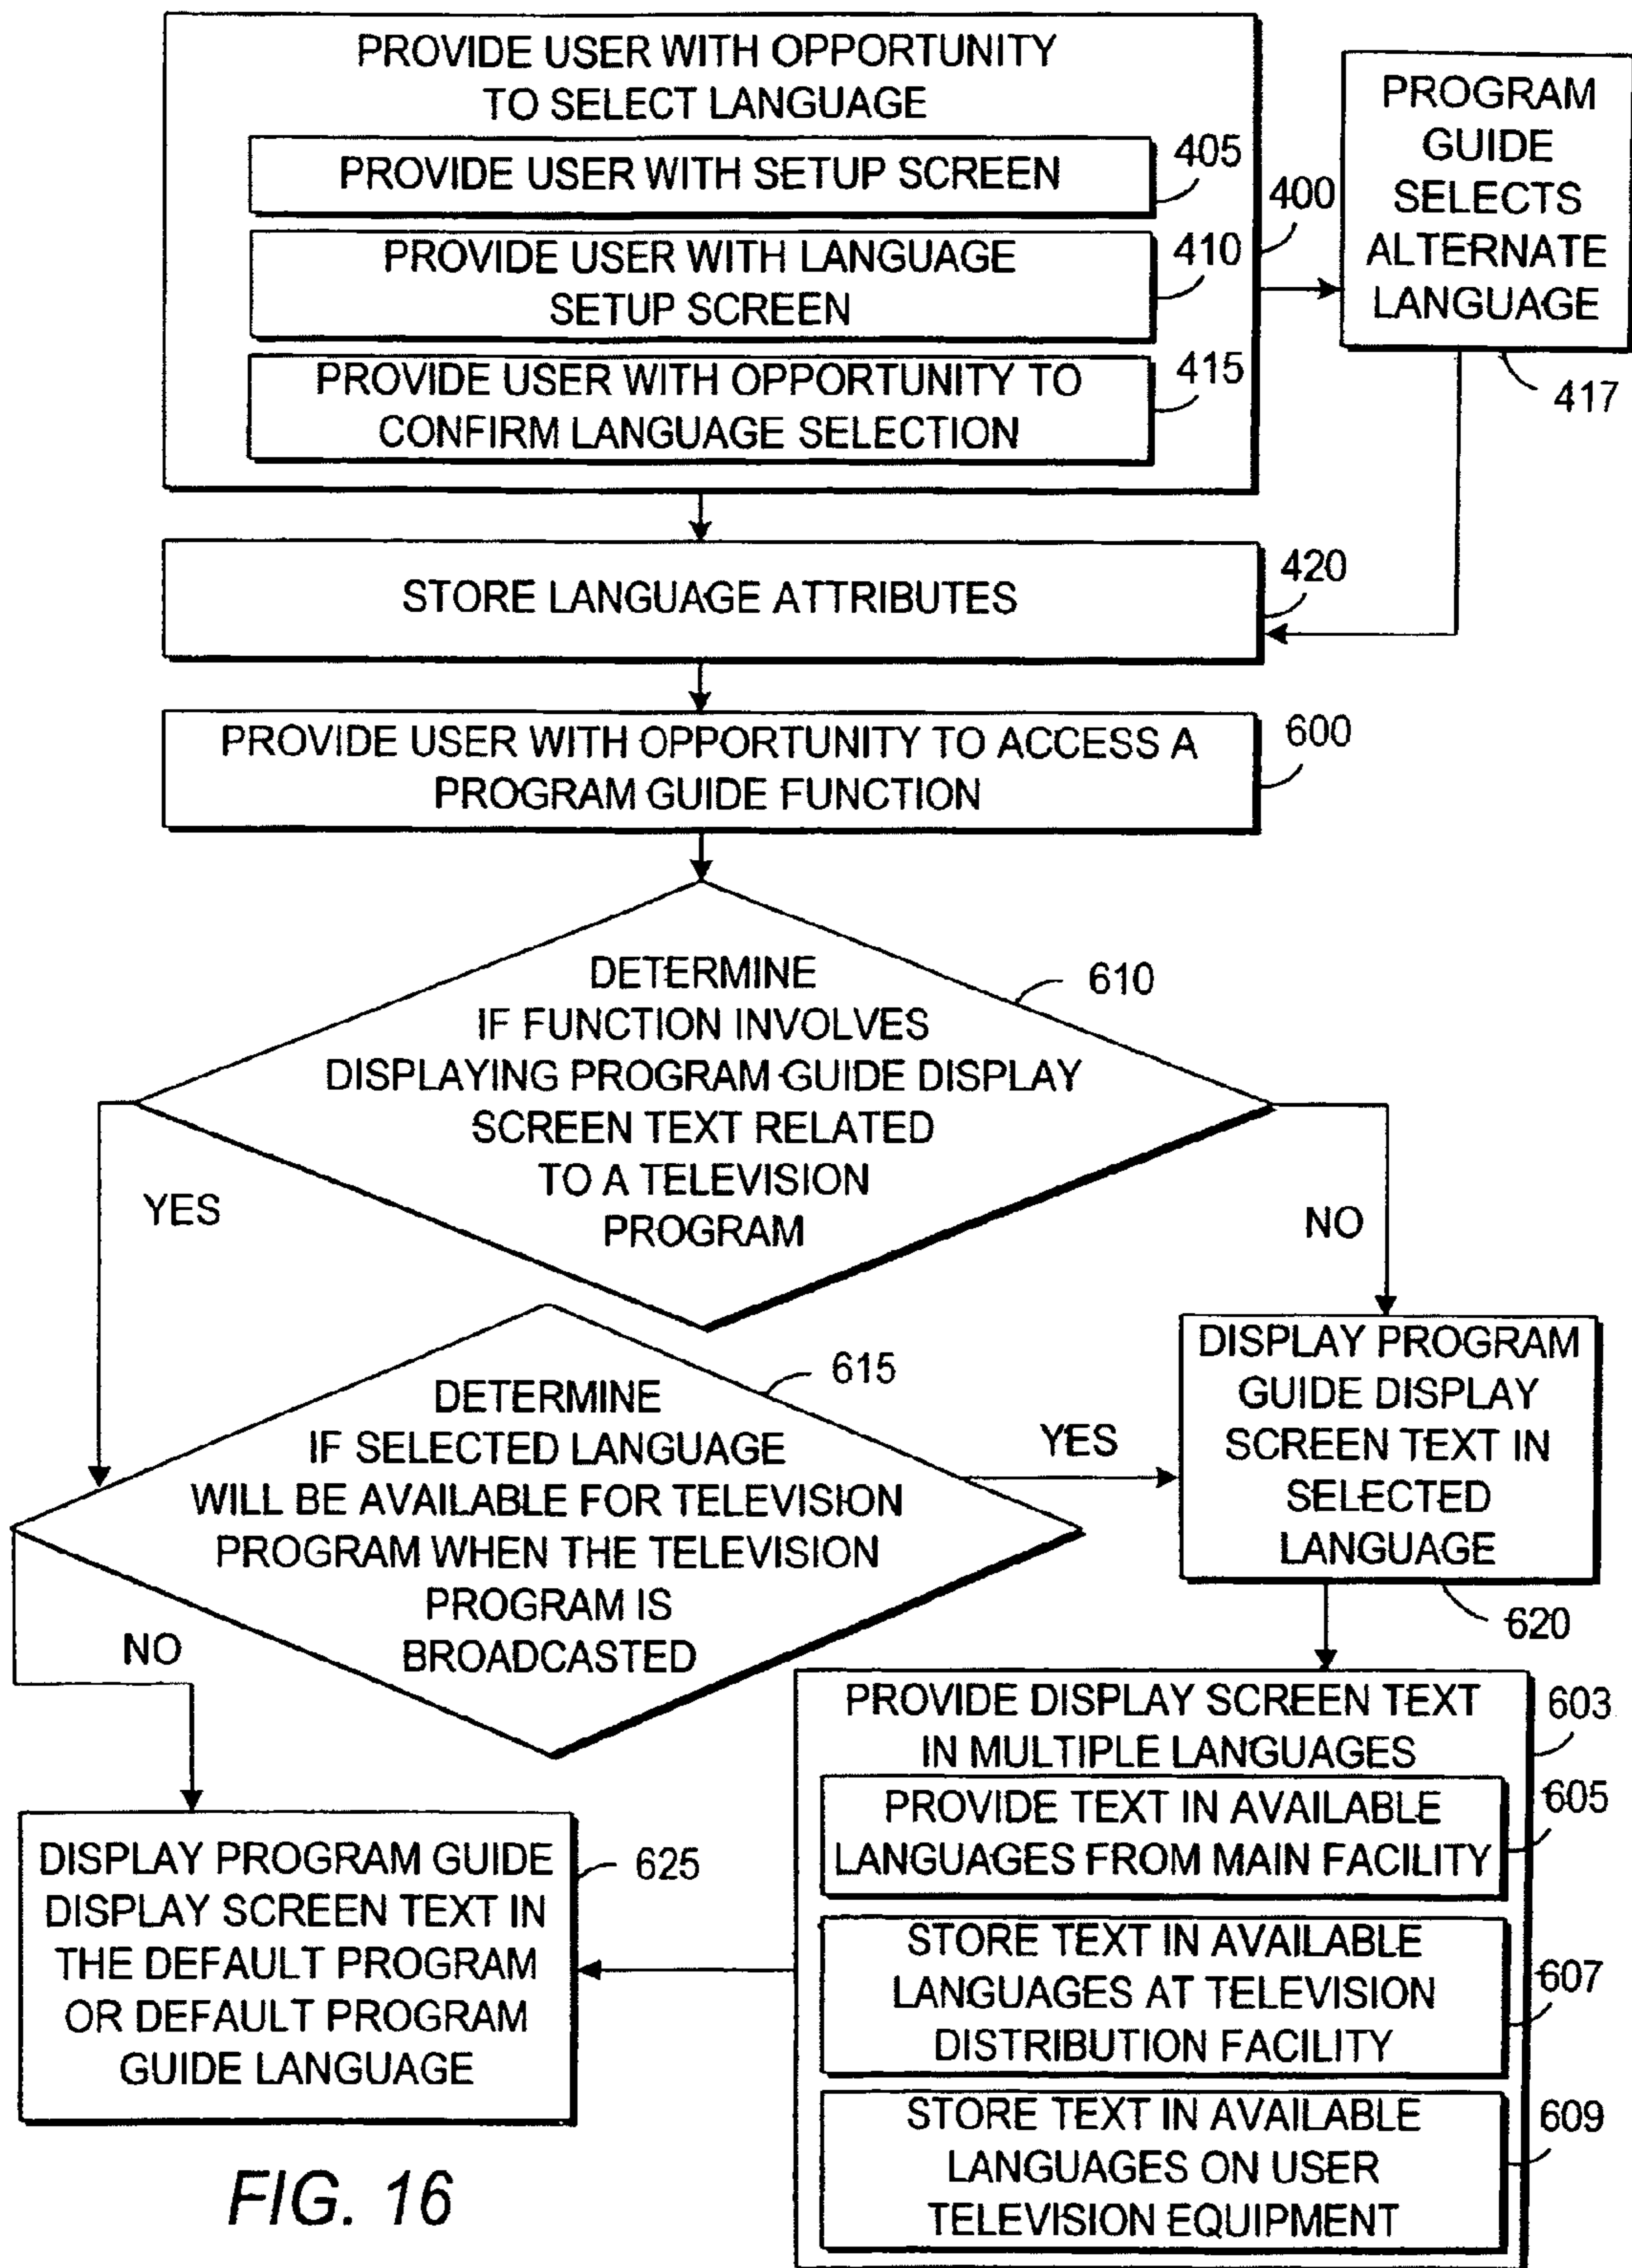 PROVIDE USER WITH OPPORTUNITY
TO SELECT LANGUAGE
PROVIDE USER WITH SETUP SCREEN
405
PROVIDE USER WITH LANGUAGE
SETUP SCREEN
410
PROVIDE USER WITH OPPORTUNITY TO
CONFIRM LANGUAGE SELECTION
415
400
PROGRAM
GUIDE
SELECTS
ALTERNATE
LANGUAGE
417
STORE LANGUAGE ATTRIBUTES
420
PROVIDE USER WITH OPPORTUNITY TO ACCESS A
PROGRAM GUIDE FUNCTION
600
DETERMINE
IF FUNCTION INVOLVES
DISPLAYING PROGRAM GUIDE DISPLAY
SCREEN TEXT RELATED
TO A TELEVISION
PROGRAM
610
YES
NO
DETERMINE
IF SELECTED LANGUAGE
WILL BE AVAILABLE FOR TELEVISION
PROGRAM WHEN THE TELEVISION
PROGRAM IS
BROADCASTED
615
YES
NO
DISPLAY PROGRAM
GUIDE DISPLAY
SCREEN TEXT IN
SELECTED
LANGUAGE
620
PROVIDE DISPLAY SCREEN TEXT
IN MULTIPLE LANGUAGES
603
PROVIDE TEXT IN AVAILABLE
LANGUAGES FROM MAIN FACILITY
605
STORE TEXT IN AVAILABLE
LANGUAGES AT TELEVISION
DISTRIBUTION FACILITY
607
STORE TEXT IN AVAILABLE
LANGUAGES ON USER
TELEVISION EQUIPMENT
609
DISPLAY PROGRAM GUIDE
DISPLAY SCREEN TEXT IN
THE DEFAULT PROGRAM
OR DEFAULT PROGRAM
GUIDE LANGUAGE
625
FIG. 16